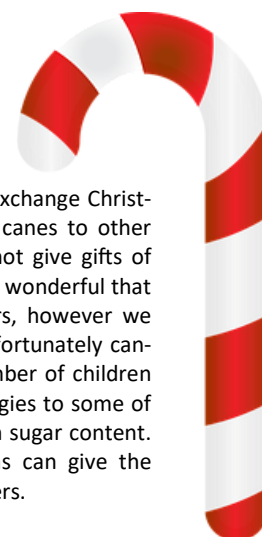 xchange Christ-
canes to other
not give gifts of
wonderful that
rs, however we
fortunately can-
mber of children
gies to some of
sugar content.
as can give the
ers.